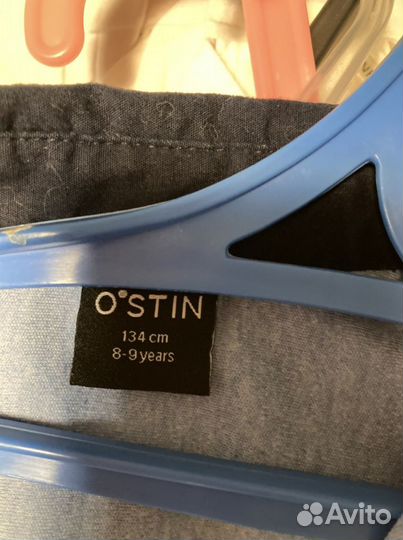 O'STIN
134 cm
8-9 years
Avito